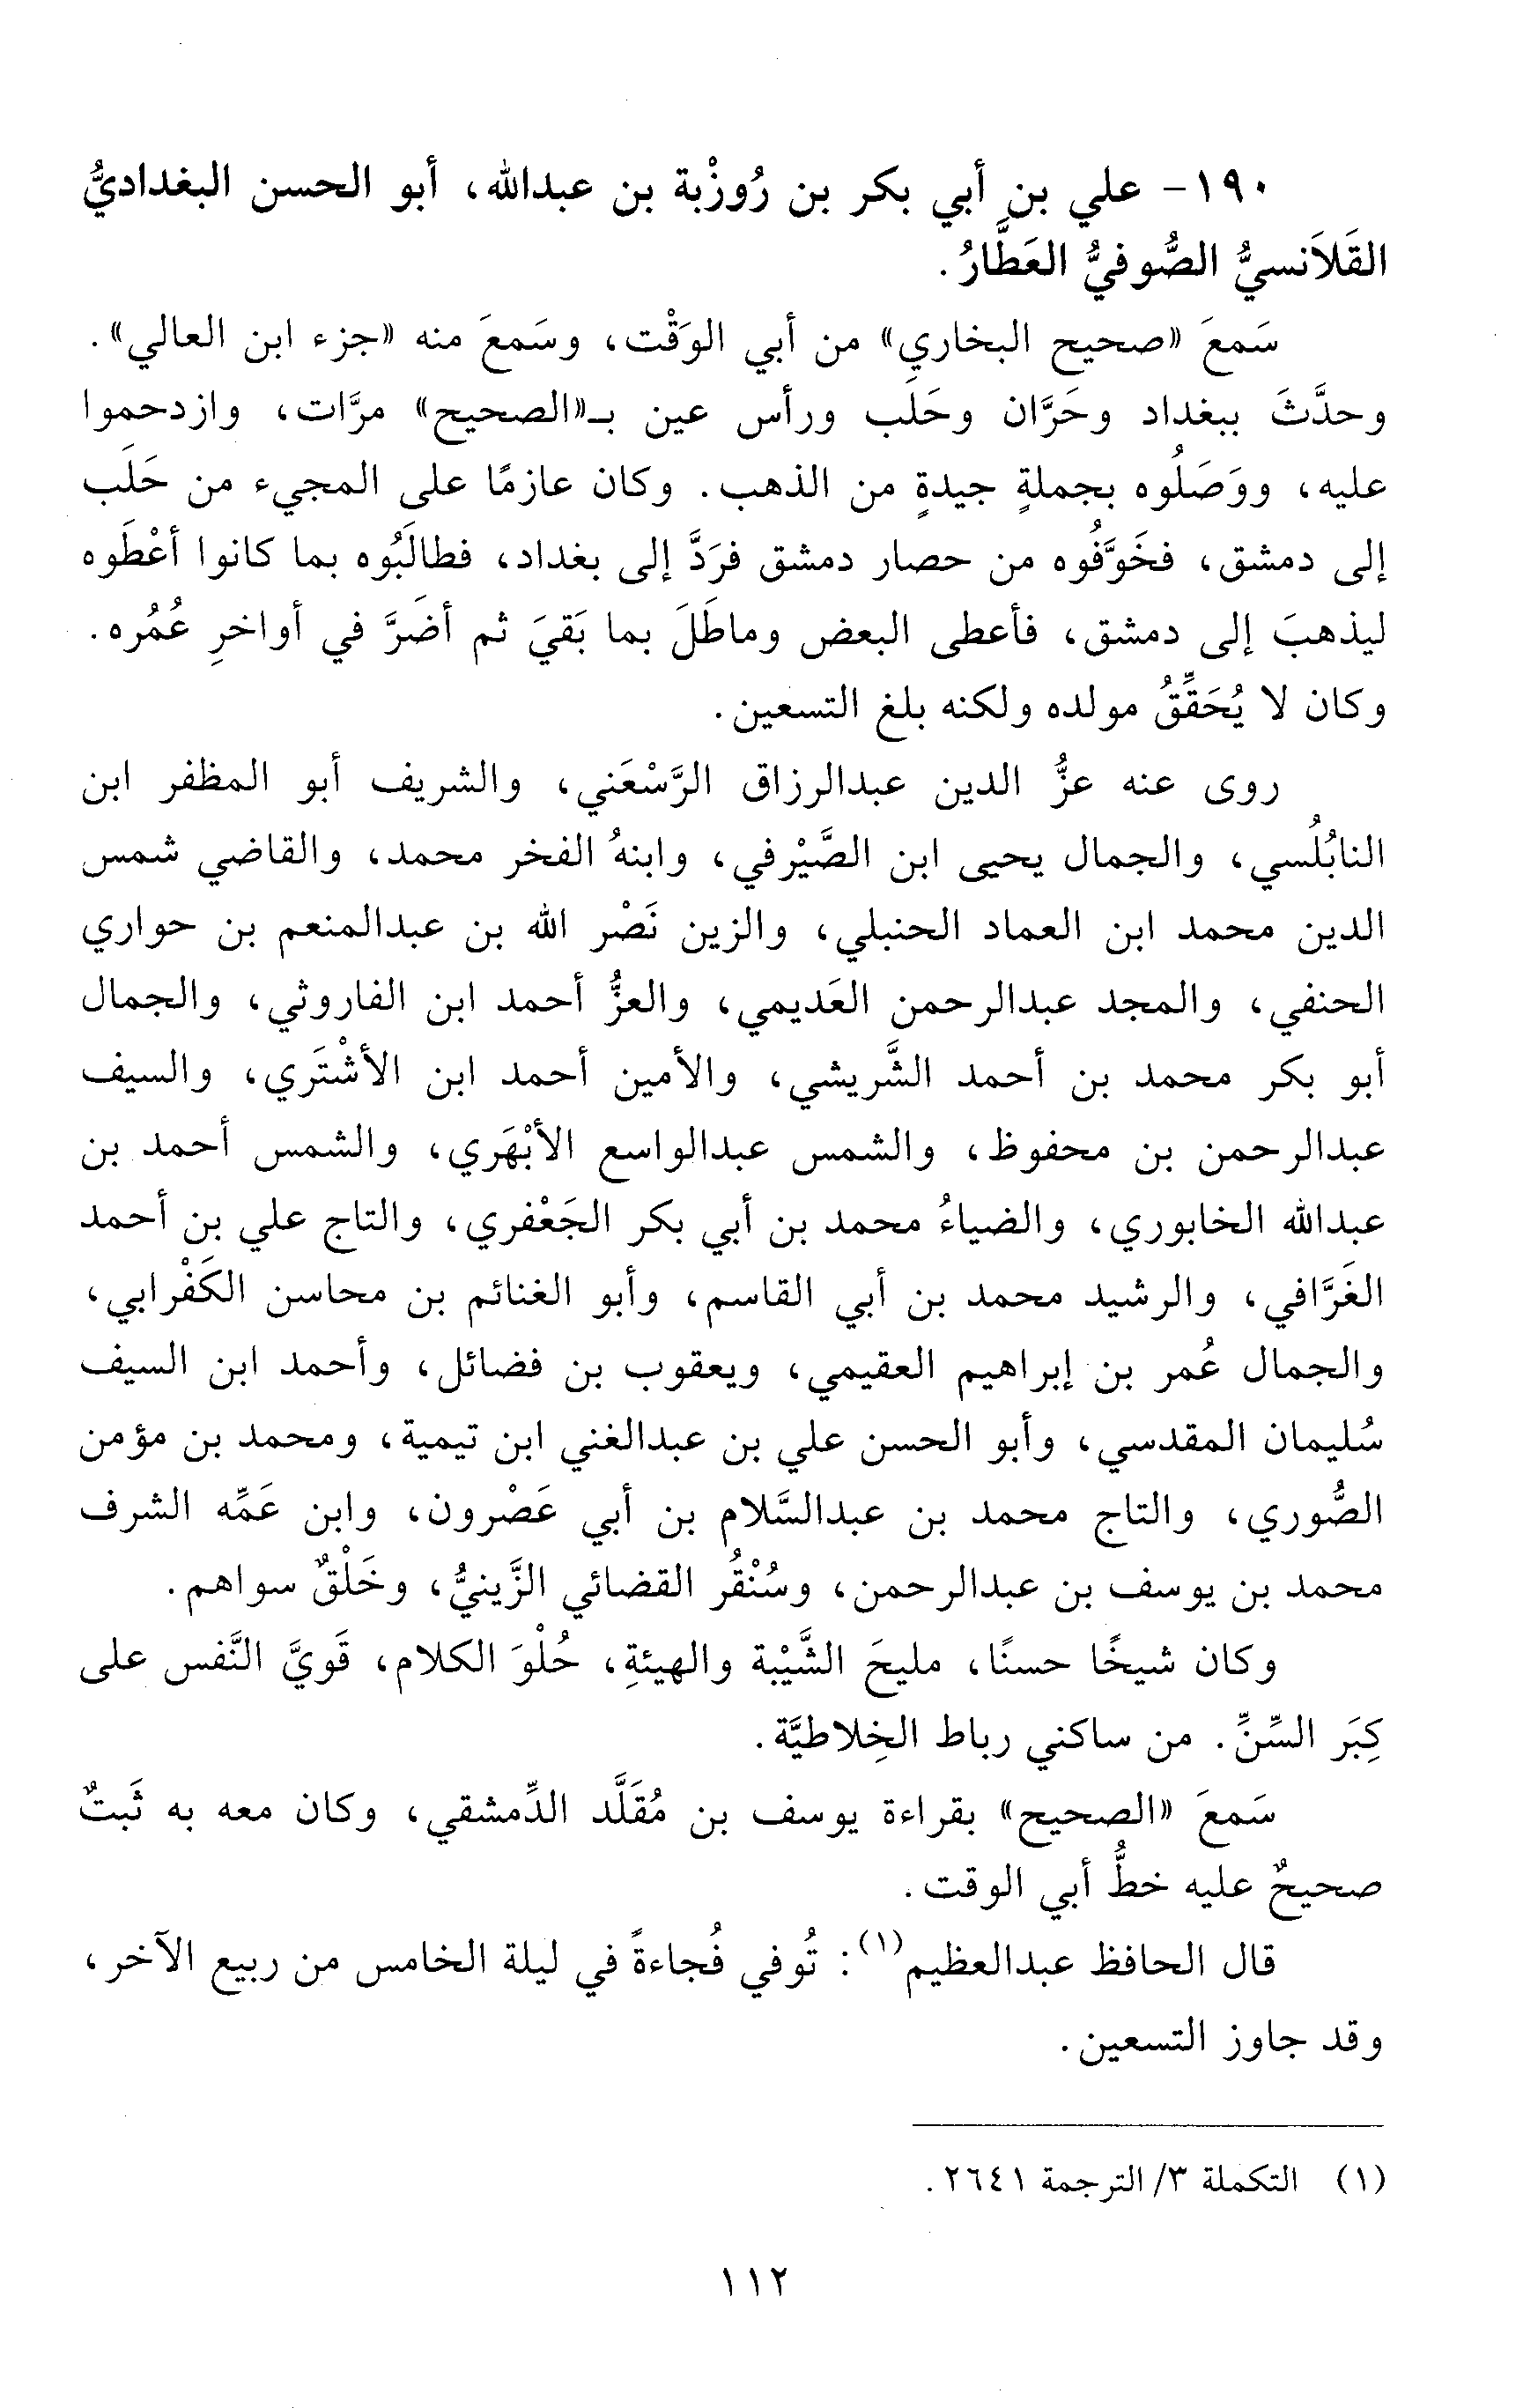 ١٩٠- علي بن أبي بكر بن رُوزْبة بن عبدالله، أبو الحسن البغداديُّ
القَلاَنسيُّ الصُّوفيُّ العَطَّارُ.
سَمعَ «صحيح البخاري» من أبي الوَقْت، وسَمعَ منه «جزء ابن العالي».
وحدَّثَ ببغداد وحَرَّان وحَلَب ورأس عين بـ«الصحيح» مرَّات، وازدحموا
عليه، ووَصَلُوه بجملةٍ جيدةٍ من الذهب. وكان عازمًا على المجيء من حَلَب
إلى دمشق، فخَوَّفُوه من حصار دمشق فرَدَّ إلى بغداد، فطالَبُوه بما كانوا أعْطَوه
ليذهبَ إلى دمشق، فأعطى البعض وماطَلَ بما بَقيَ ثم أضَرَّ في أواخرِ عُمُره.
وكان لا يُحَقِّقُ مولده ولكنه بلغ التسعين.
روى عنه عزُّ الدين عبدالرزاق الرَّسْعَني، والشريف أبو المظفر ابن
النابُلُسي، والجمال يحيى ابن الصَّيْرفي، وابنهُ الفخر محمد، والقاضي شمس
الدين محمد ابن العماد الحنبلي، والزين نَصْر الله بن عبدالمنعم بن حواري
الحنفي، والمجد عبدالرحمن العَديمي، والعزُّ أحمد ابن الفاروثي، والجمال
أبو بكر محمد بن أحمد الشَّريشي، والأمين أحمد ابن الأشْتَري، والسيف
عبدالرحمن بن محفوظ، والشمس عبدالواسع الأبْهَري، والشمس أحمد بن
عبدالله الخابوري، والضياءُ محمد بن أبي بكر الجَعْفري، والتاج علي بن أحمد
الغَرَّافي، والرشيد محمد بن أبي القاسم، وأبو الغنائم بن محاسن الكَفْرابي،
والجمال عُمر بن إبراهيم العقيمي، ويعقوب بن فضائل، وأحمد ابن السيف
سُليمان المقدسي، وأبو الحسن علي بن عبدالغني ابن تيمية، ومحمد بن مؤمن
الصُّوري، والتاج محمد بن عبدالسَّلام بن أبي عَصْرون، وابن عَمِّه الشرف
محمد بن يوسف بن عبدالرحمن، وسُنْقُر القضائي الزَّينيُّ، وخَلْقٌ سواهم.
وكان شيخًا حسنًا، مليحَ الشَّيْبة والهيئةِ، حُلْوَ الكلام، قَويَّ النَّفس على
كِبَر السِّنِّ. من ساكني رباط الخِلاطيَّة.
سَمعَ «الصحيح» بقراءة يوسف بن مُقَلَّد الدِّمشقي، وكان معه به ثَبتٌ
صحيحٌ عليه خطُّ أبي الوقت.
قال الحافظ عبدالعظيم(١): تُوفي فُجاءةً في ليلة الخامس من ربيع الآخر،
وقد جاوز التسعين.
(١) التكملة ٣/ الترجمة ٢٦٤١.
١١٢